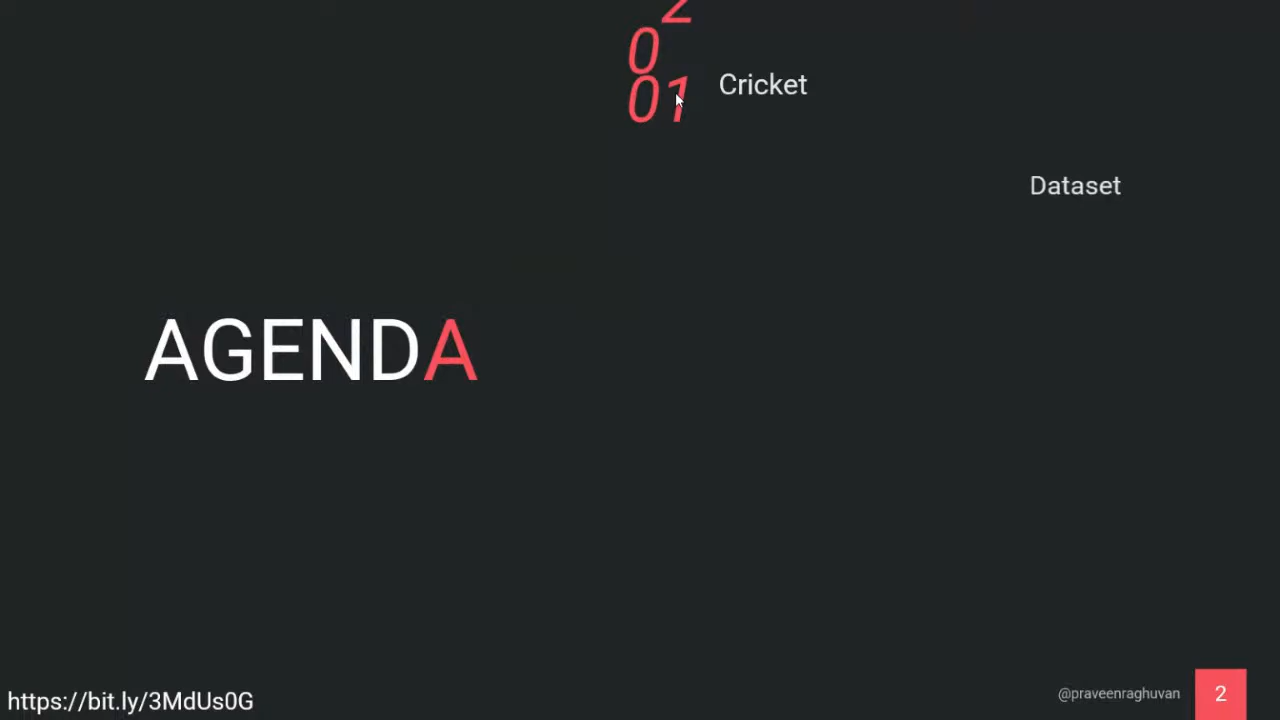 2
0
01 Cricket
Dataset
AGENDA
https://bit.ly/3MdUs0G
@praveenraghuvan
2